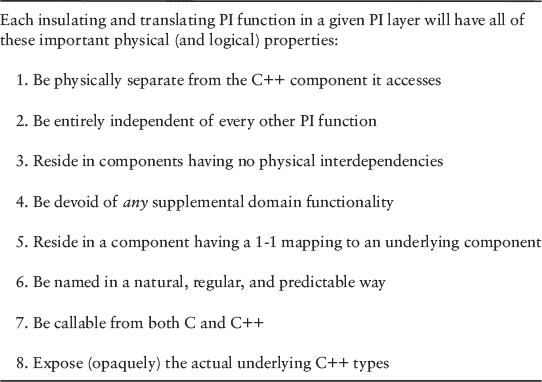 Each insulating and translating PI function in a given PI layer will have all of
these important physical (and logical) properties:
1. Be physically separate from the C++ component it accesses
2. Be entirely independent of every other PI function
3. Reside in components having no physical interdependencies
4. Be devoid of any supplemental domain functionality
5. Reside in a component having a 1-1 mapping to an underlying component
6. Be named in a natural, regular, and predictable way
7. Be callable from both C and C++
8. Expose (opaquely) the actual underlying C++ types